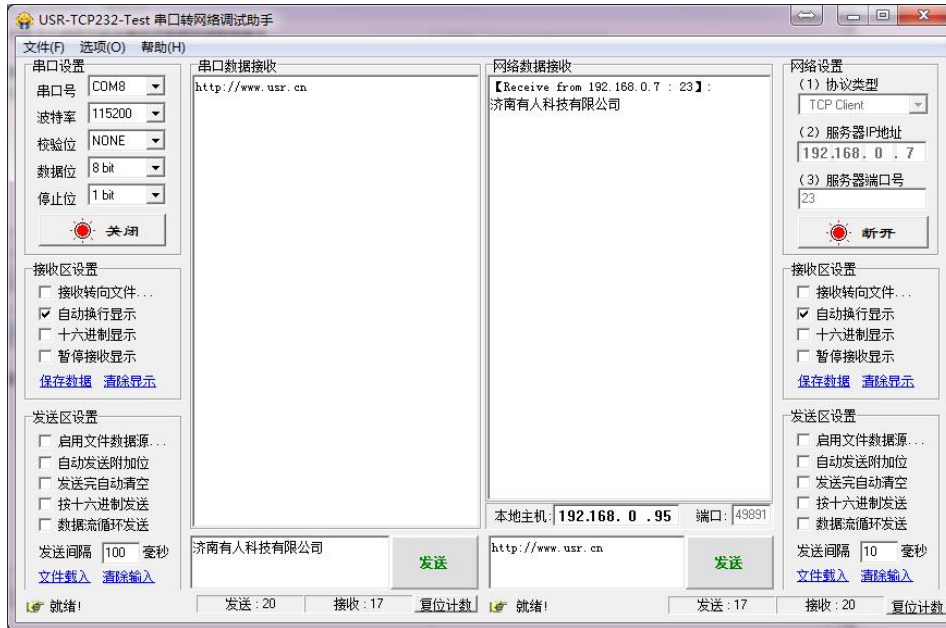 USR-TCP232-Test 串口转网络调试助手
文件(F) 选项(O) 帮助(H)
串口设置
串口号 COM8
波特率 115200
校验位 NONE
数据位 8 bit
停止位 1 bit
关闭
接收区设置
接收转向文件...
自动换行显示
十六进制显示
暂停接收显示
保存数据 清除显示
发送区设置
启用文件数据源...
自动发送附加位
发送完自动清空
按十六进制发送
数据流循环发送
发送间隔 100 毫秒
文件载入 清除输入
就绪!
串口数据接收
http://www.usr.cn
济南有人科技有限公司
发送
发送:20 接收:17 复位计数
网络数据接收
【Receive from 192.168.0.7 : 23】:
济南有人科技有限公司
本地主机: 192.168. 0 .95 端口: 49891
http://www.usr.cn
发送
就绪!
发送:17 接收:20 复位计数
网络设置
(1) 协议类型
TCP Client
(2) 服务器IP地址
192.168. 0 . 7
(3) 服务器端口号
23
断开
接收区设置
接收转向文件...
自动换行显示
十六进制显示
暂停接收显示
保存数据 清除显示
发送区设置
启用文件数据源...
自动发送附加位
发送完自动清空
按十六进制发送
数据流循环发送
发送间隔 10 毫秒
文件载入 清除输入